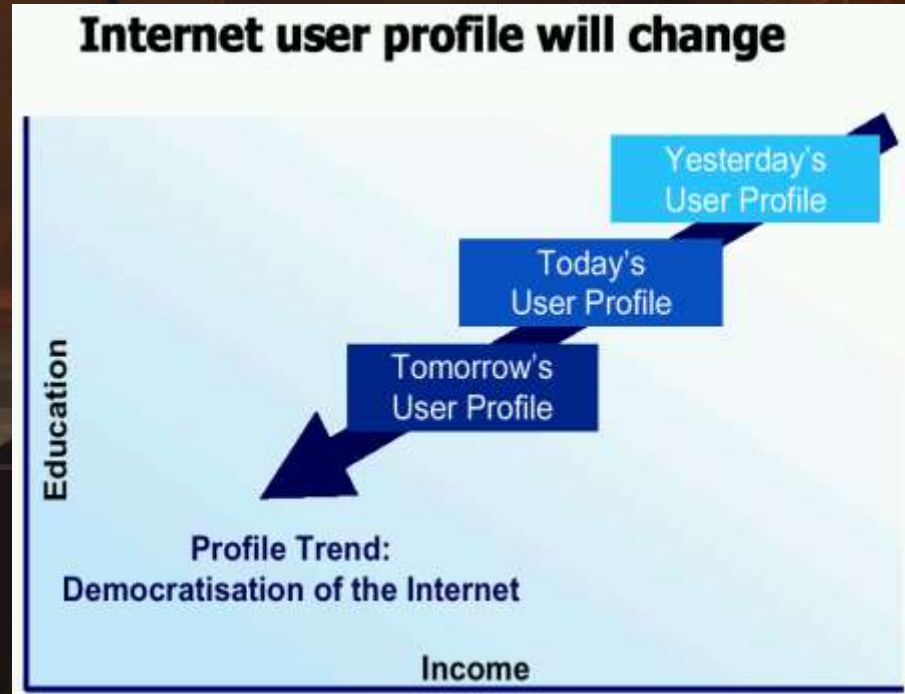 Internet user profile will change
Yesterday's
User Profile
Today's
User Profile
Tomorrow's
User Profile
Education
Profile Trend:
Democratisation of the Internet
Income